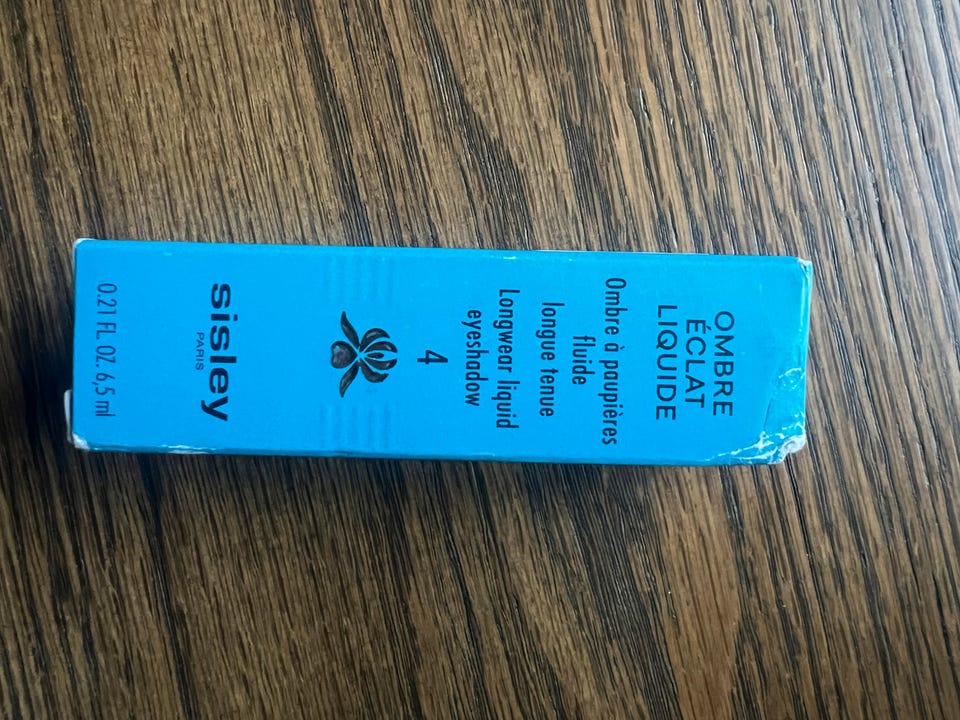 OMBRE
ÉCLAT
LIQUIDE
Ombre à paupières
fluide
longue tenue
Longwear liquid
eyeshadow
4
sisley
PARIS
0.21 FL. OZ. 6,5 ml